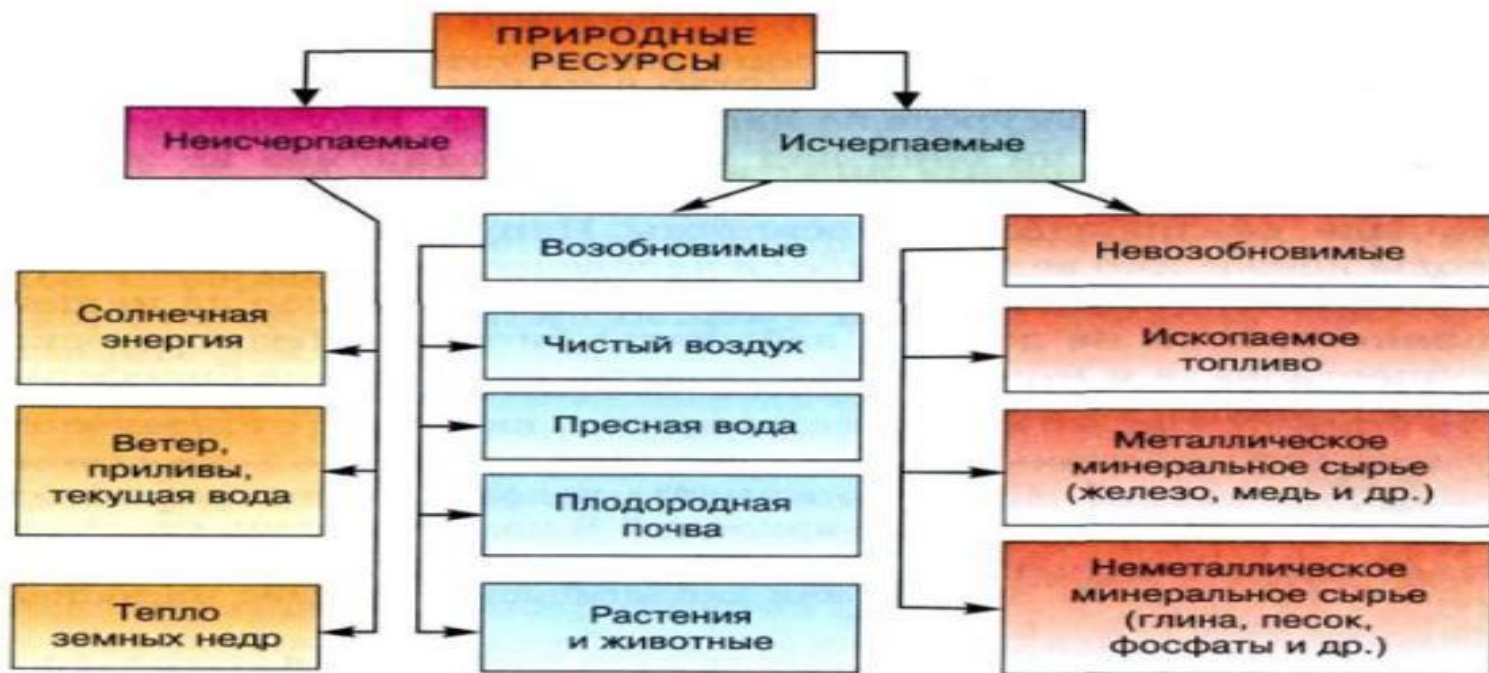 ПРИРОДНЫЕ
РЕСУРСЫ
Неисчерпаемые
Исчерпаемые
Солнечная
энергия
Ветер,
приливы,
текущая вода
Тепло
земных недр
Возобновимые
Чистый воздух
Пресная вода
Плодородная
почва
Растения
и животные
Невозобновимые
Ископаемое
топливо
Металлическое
минеральное сырье
(железо, медь и др.)
Неметаллическое
минеральное сырье
(глина, песок,
фосфаты и др.)